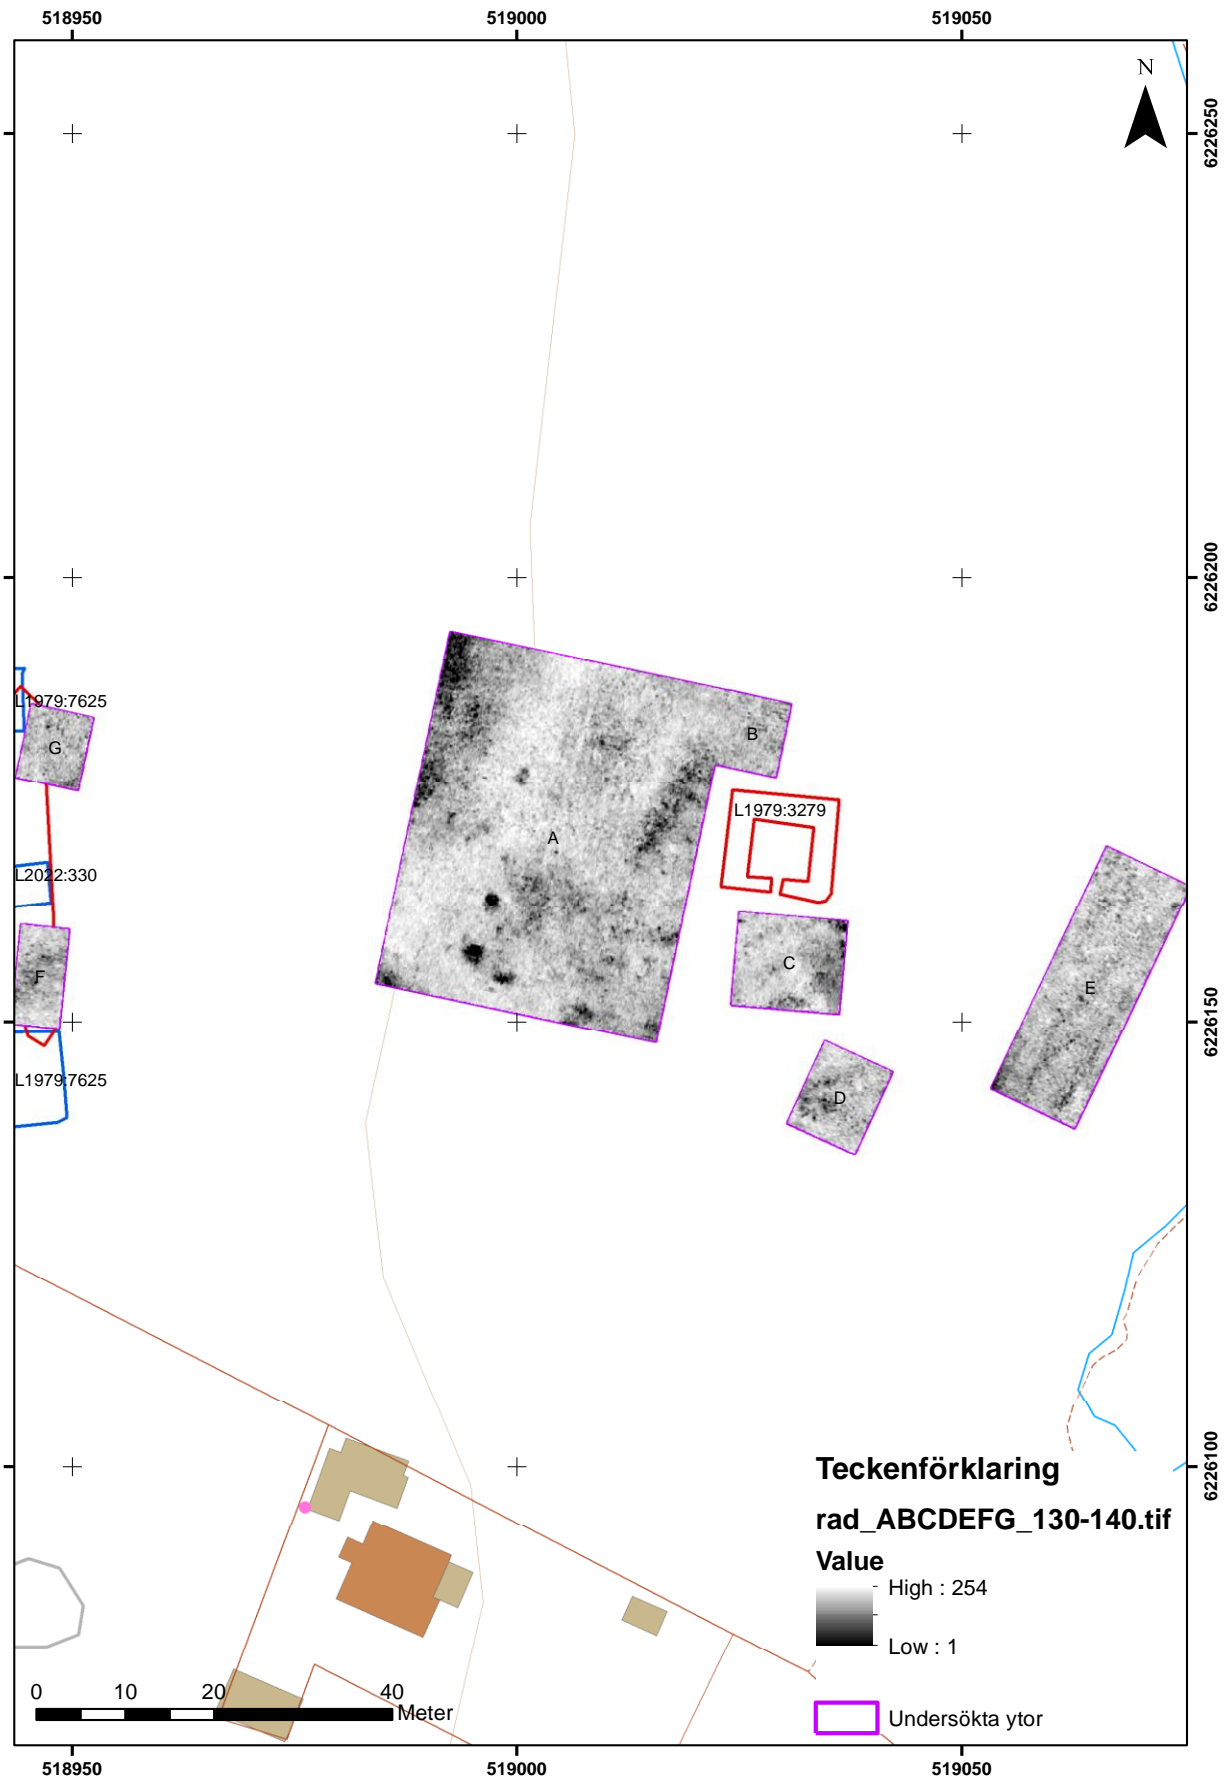 518950 519000 519050
N
6226250
6226200
B
L1979:7625
G
L1979:3279
A
L2022:330
C
F
E
6226150
L1979:7625
D
6226100
Teckenförklaring
rad_ABCDEFG_130-140.tif
Value
High : 254
Low : 1
0 10 20 40
Meter
Undersökta ytor
518950 519000 519050